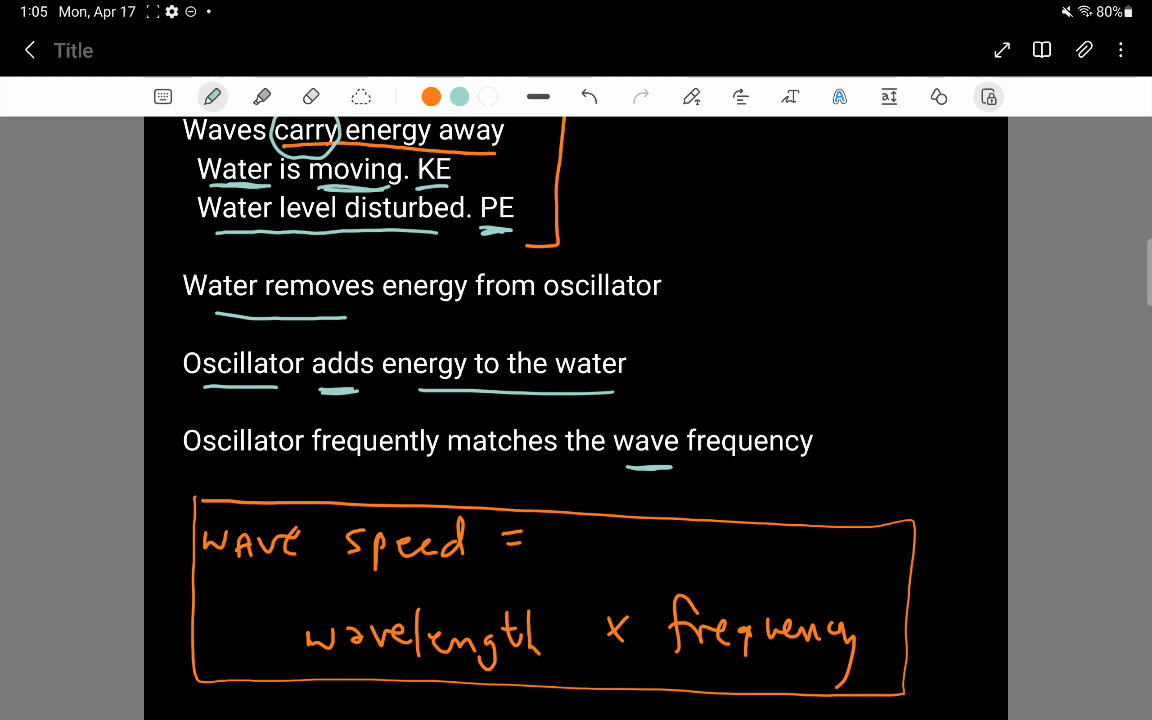 1:05 Mon, Apr 17 80%
Title
Waves carry energy away
Water is moving. KE
Water level disturbed. PE
Water removes energy from oscillator
Oscillator adds energy to the water
Oscillator frequently matches the wave frequency
WAVE speed =
wavelength x frequency